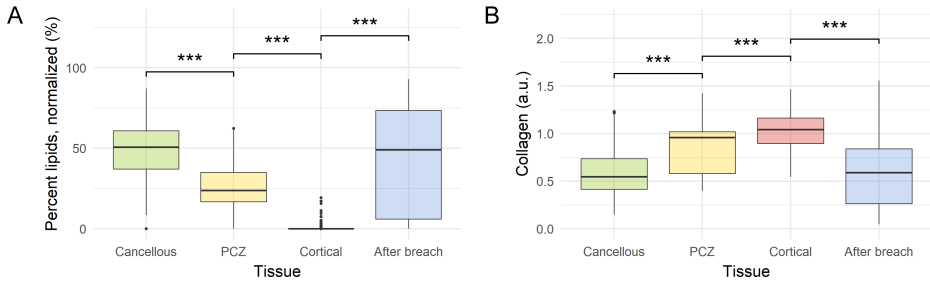 A
Percent lipids, normalized (%)
100
50
0
***
***
***
Cancellous PCZ Cortical After breach
Tissue
B
Collagen (a.u.)
2.0
1.5
1.0
0.5
0.0
***
***
***
Cancellous PCZ Cortical After breach
Tissue